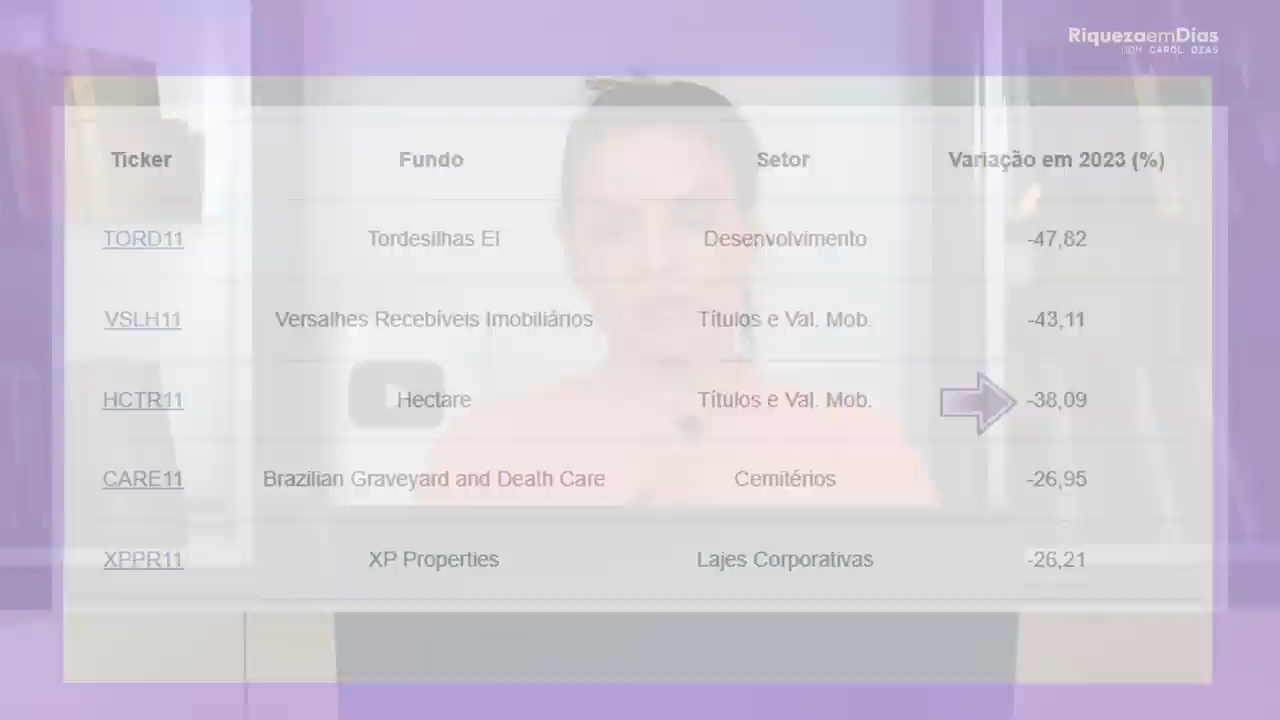 RiquezaemDias
COM CAROL DIAS
Ticker Fundo Setor Variação em 2023 (%)
TORD11 Tordesilhas EI Desenvolvimento -47,82
VSLH11 Versalhes Recebíveis Imobiliários Títulos e Val. Mob. -43,11
HCTR11 Hectare Títulos e Val. Mob. -38,09
CARE11 Brazilian Graveyard and Death Care Cemitérios -26,95
XPPR11 XP Properties Lajes Corporativas -26,21